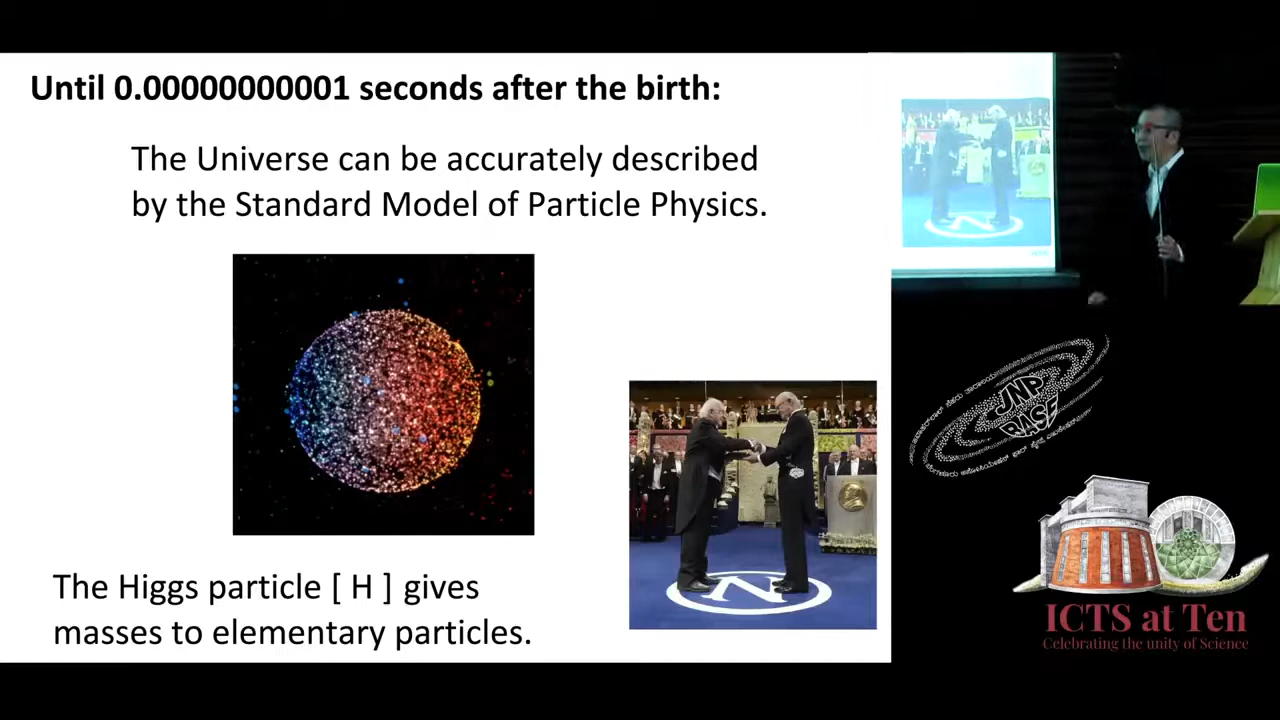 Until 0.00000000001 seconds after the birth:
The Universe can be accurately described
by the Standard Model of Particle Physics.
The Higgs particle [ H ] gives
masses to elementary particles.
N
JNP
BASE
ICTS at Ten
Celebrating the unity of Science